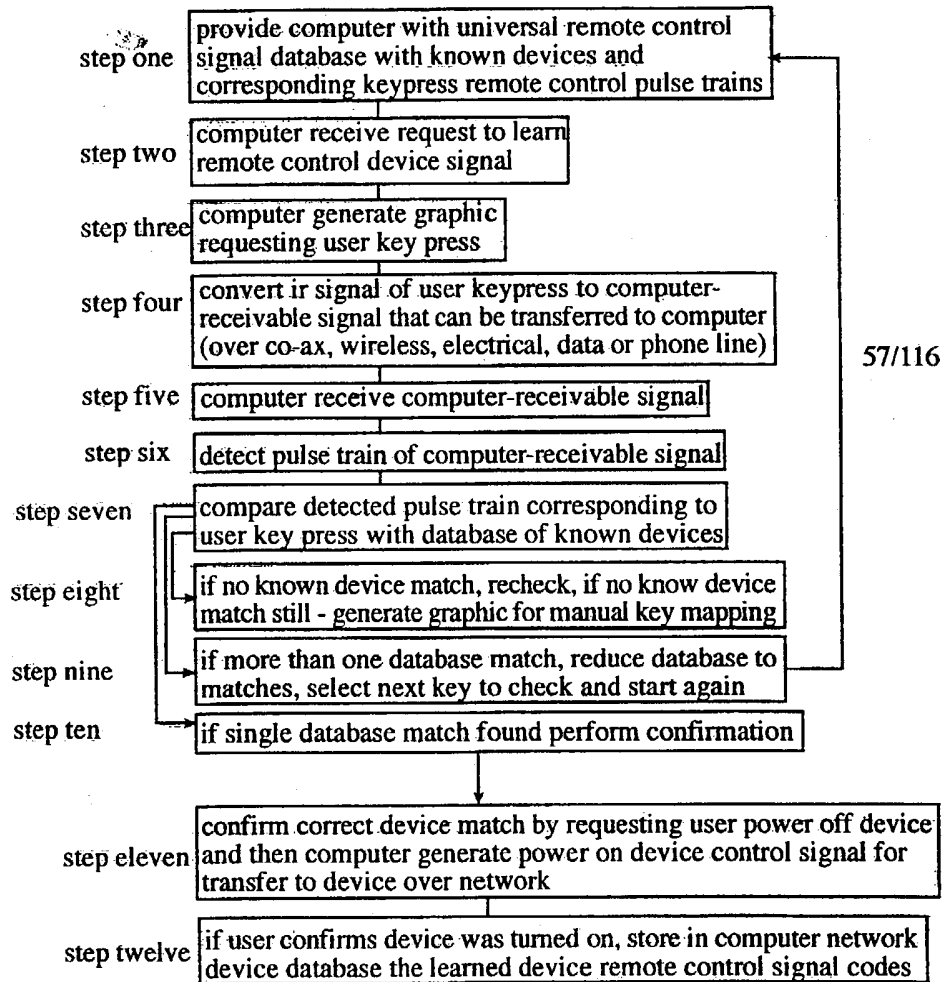 step one
provide computer with universal remote control
signal database with known devices and
corresponding keypress remote control pulse trains
step two
computer receive request to learn
remote control device signal
step three
computer generate graphic
requesting user key press
step four
convert ir signal of user keypress to computer-
receivable signal that can be transferred to computer
(over co-ax, wireless, electrical, data or phone line)
57/116
step five
computer receive computer-receivable signal
step six
detect pulse train of computer-receivable signal
step seven
compare detected pulse train corresponding to
user key press with database of known devices
step eight
if no known device match, recheck, if no know device
match still - generate graphic for manual key mapping
step nine
if more than one database match, reduce database to
matches, select next key to check and start again
step ten
if single database match found perform confirmation
step eleven
confirm correct device match by requesting user power off device
and then computer generate power on device control signal for
transfer to device over network
step twelve
if user confirms device was turned on, store in computer network
device database the learned device remote control signal codes